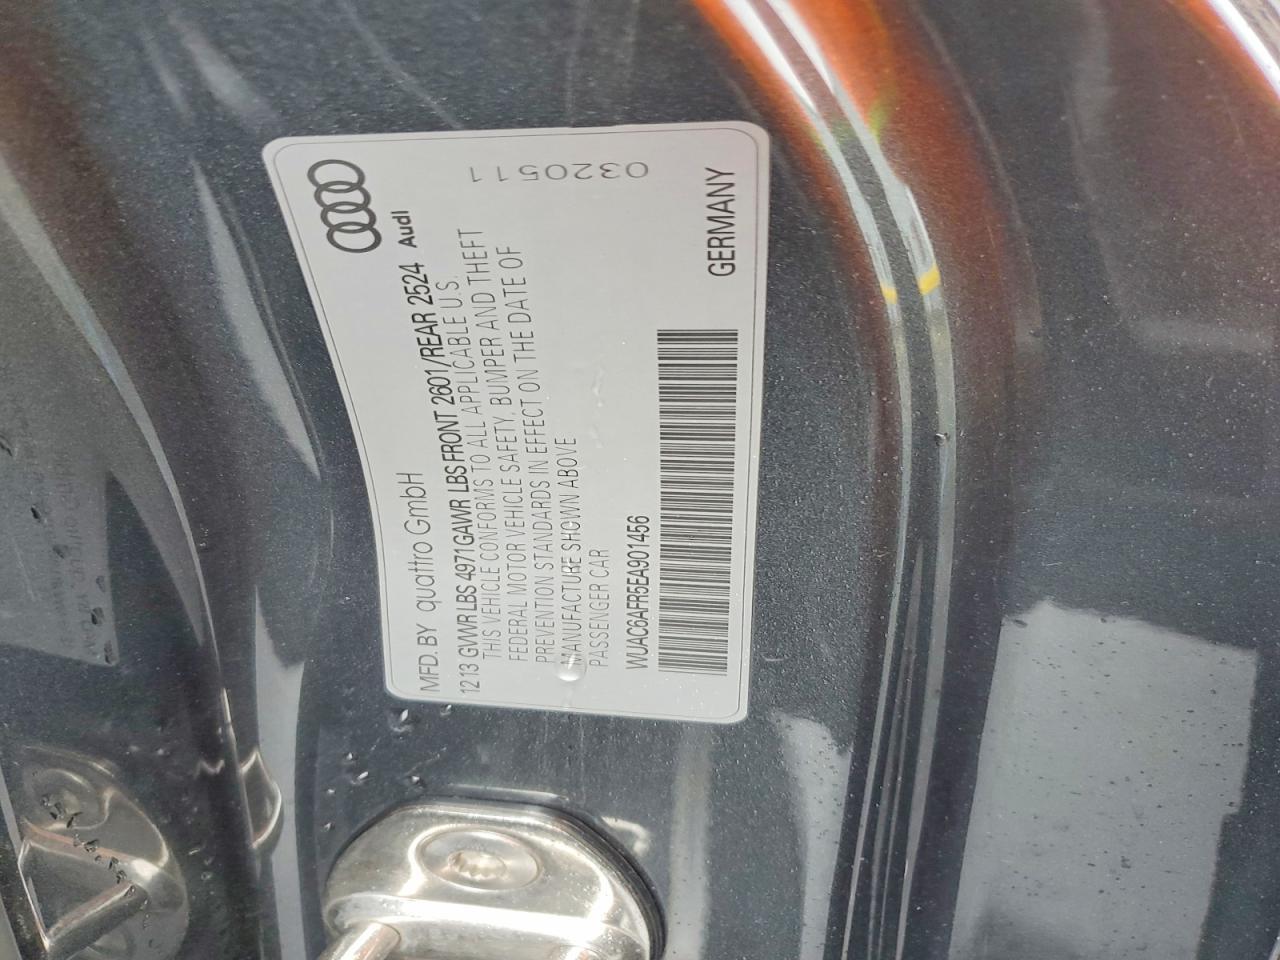 MFD. BY quattro GmbH
Audi
12 13 GVWR LBS 4971 GAWR LBS FRONT 2601/REAR 2524
THIS VEHICLE CONFORMS TO ALL APPLICABLE U.S.
FEDERAL MOTOR VEHICLE SAFETY, BUMPER AND THEFT
PREVENTION STANDARDS IN EFFECT ON THE DATE OF
MANUFACTURE SHOWN ABOVE
PASSENGER CAR
WUAC6AFR5EA901456
GERMANY
0320511